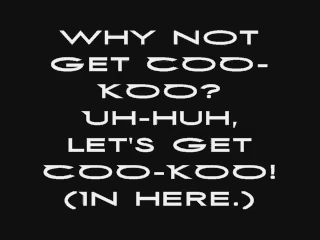 WHY NOT
GET COO-
KOO?
UH-HUH,
LET'S GET
COO-KOO!
(IN HERE.)